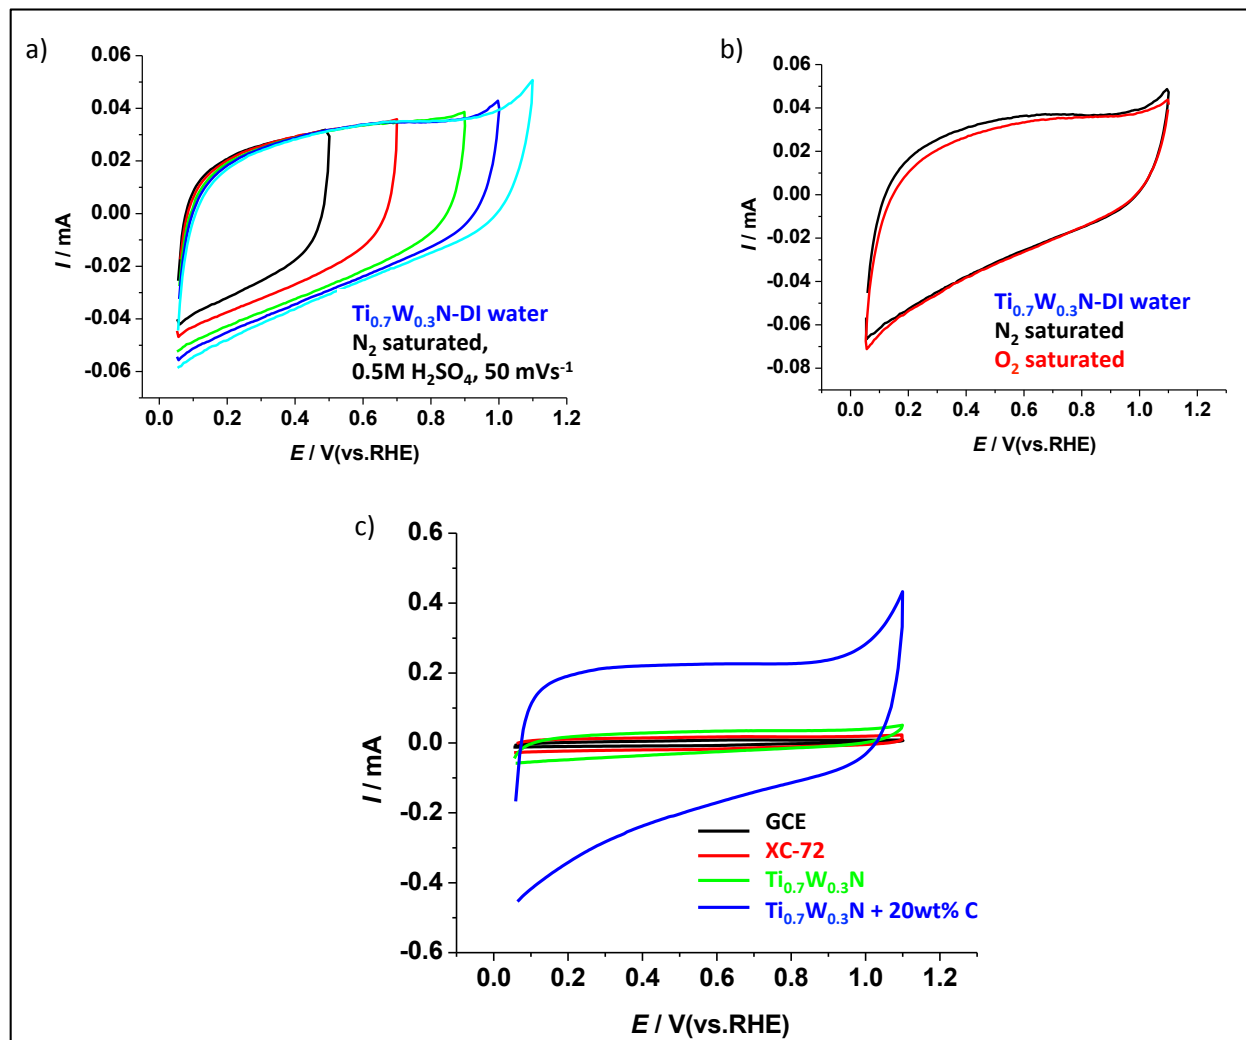 a)
0.06
0.04
0.02
0.00
-0.02
-0.04
-0.06
I / mA
Ti0.7W0.3N-DI water
N2 saturated,
0.5M H2SO4, 50 mVs-1
0.0 0.2 0.4 0.6 0.8 1.0 1.2
E / V(vs.RHE)
b)
0.06
0.04
0.02
0.00
-0.02
-0.04
-0.06
-0.08
I / mA
Ti0.7W0.3N-DI water
N2 saturated
O2 saturated
0.0 0.2 0.4 0.6 0.8 1.0 1.2
E / V(vs.RHE)
c)
0.6
0.4
0.2
0.0
-0.2
-0.4
-0.6
I / mA
GCE
XC-72
Ti0.7W0.3N
Ti0.7W0.3N + 20wt% C
0.0 0.2 0.4 0.6 0.8 1.0 1.2
E / V(vs.RHE)